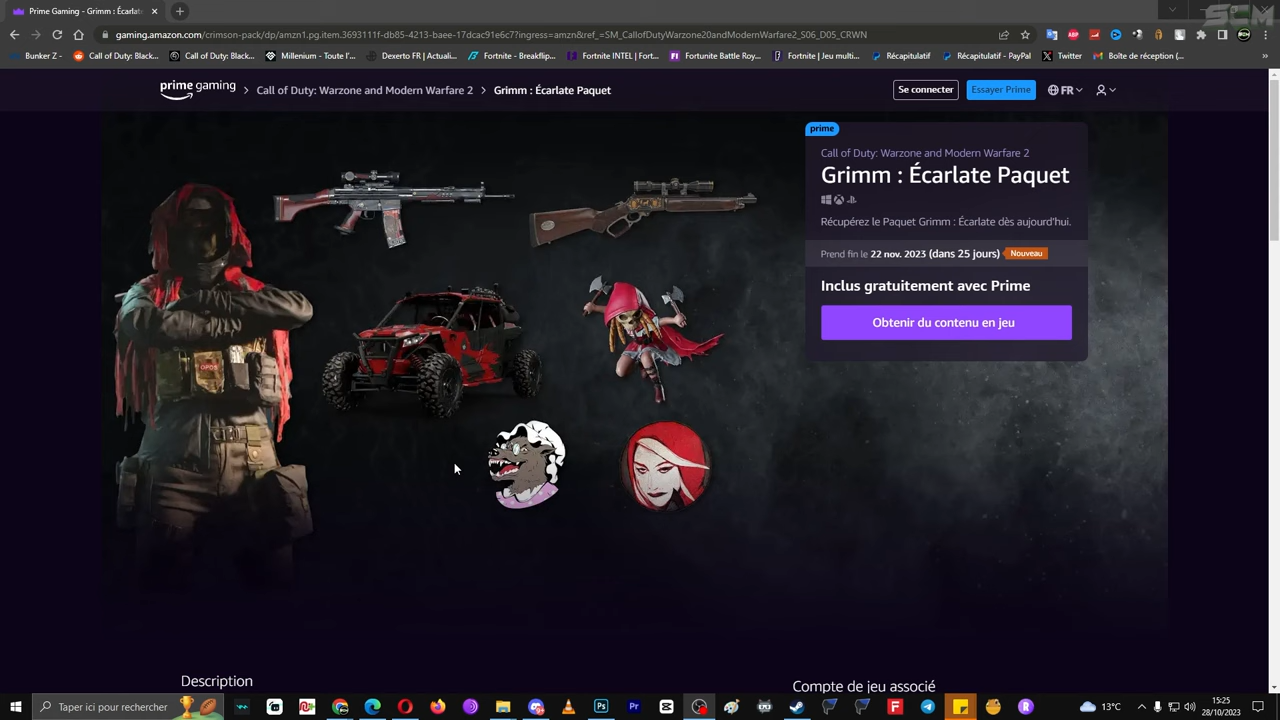 Prime Gaming - Grimm : Écarlat
SCM
gaming.amazon.com/crimson-pack/dp/amzn1.pg.item.3693111f-db85-4213-baee-17dcac91e6c7?ingress=amzn&ref_=SM_CallofDutyWarzone20andModernWarfare2_S06_D05_CRWN
Bunker Z - Call of Duty: Black... Call of Duty: Blac... Millenium - Toute l'... Dexerto FR | Actuali... Fortnite - Breakflip... Fortnite INTEL | Fort... Fortunite Battle Roy... Fortnite | Jeu multi... Récapitulatif Récapitulatif - PayPal Twitter Boîte de réception (... »
prime gaming > Call of Duty: Warzone and Modern Warfare 2 > Grimm : Écarlate Paquet Se connecter Essayer Prime FR
prime
Call of Duty: Warzone and Modern Warfare 2
Grimm : Écarlate Paquet
Récupérez le Paquet Grimm : Écarlate dès aujourd'hui.
Prend fin le 22 nov. 2023 (dans 25 jours) Nouveau
Inclus gratuitement avec Prime
Obtenir du contenu en jeu
Description
Compte de jeu associé
Taper ici pour rechercher
13°C
15:25
28/10/2023